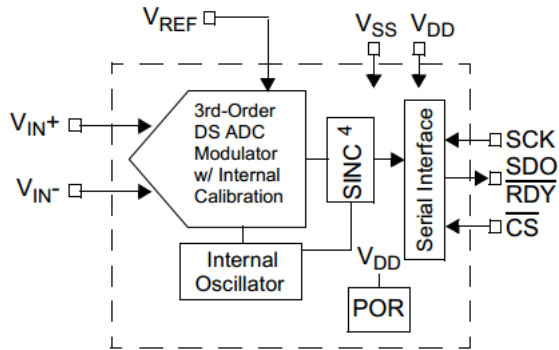 VREF
VSS VDD
VIN+
VIN-
3rd-Order
DS ADC
Modulator
w/ Internal
Calibration
SINC 4
Serial Interface
SCK
SDO
RDY
CS
Internal
Oscillator
VDD
POR